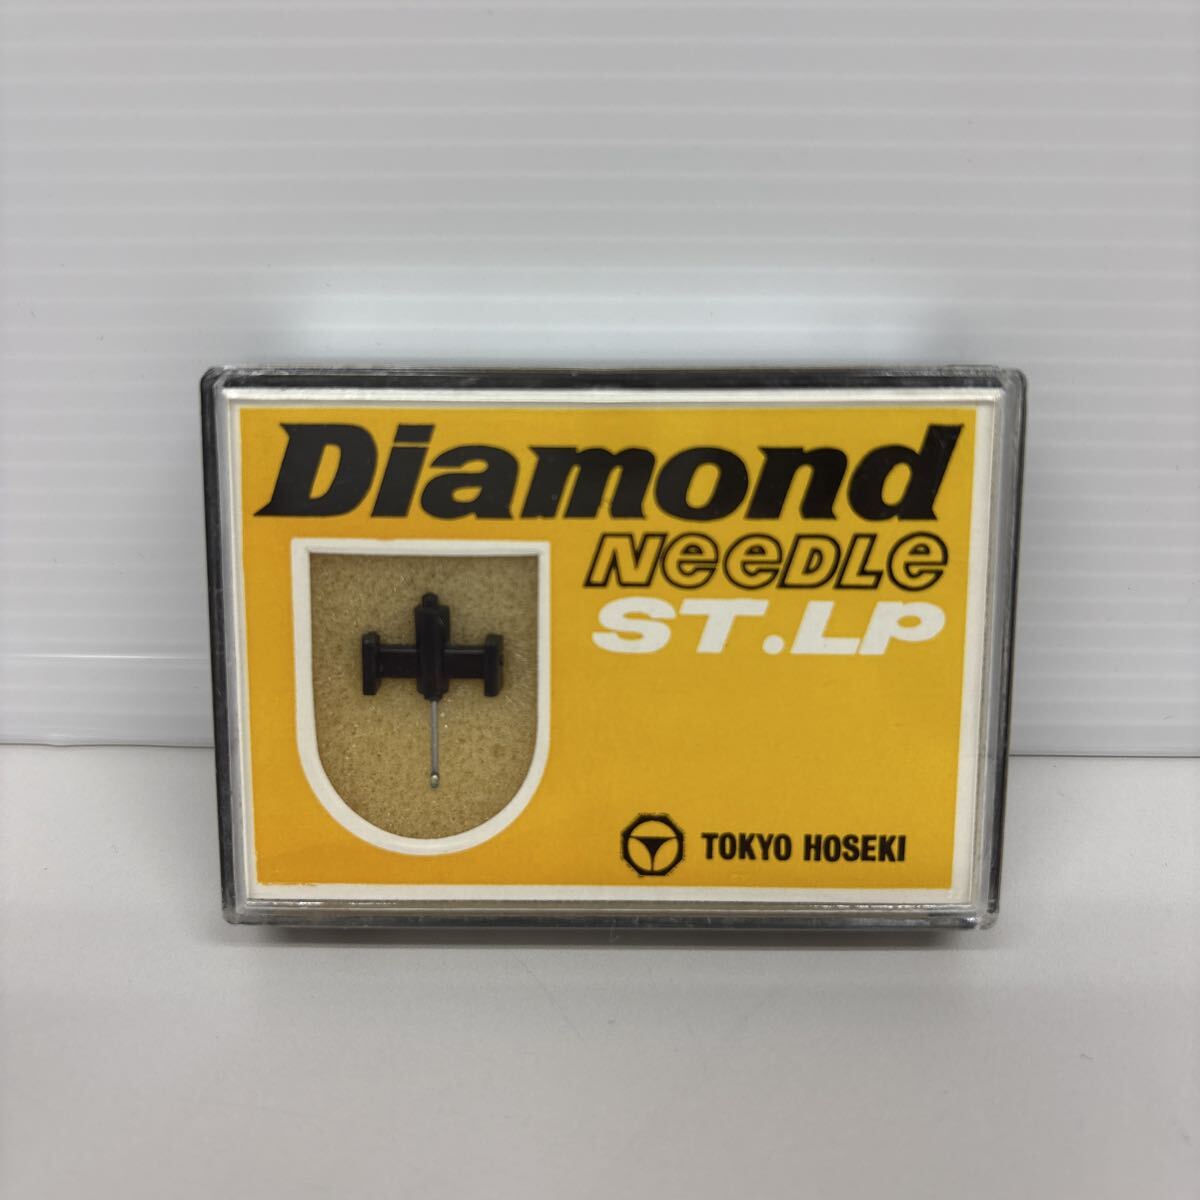 Diamond
NeeDLe
ST.LP
TOKYO HOSEKI